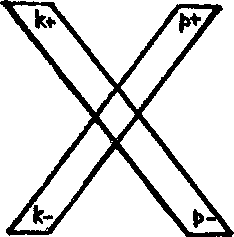 k+ p+
k- p-